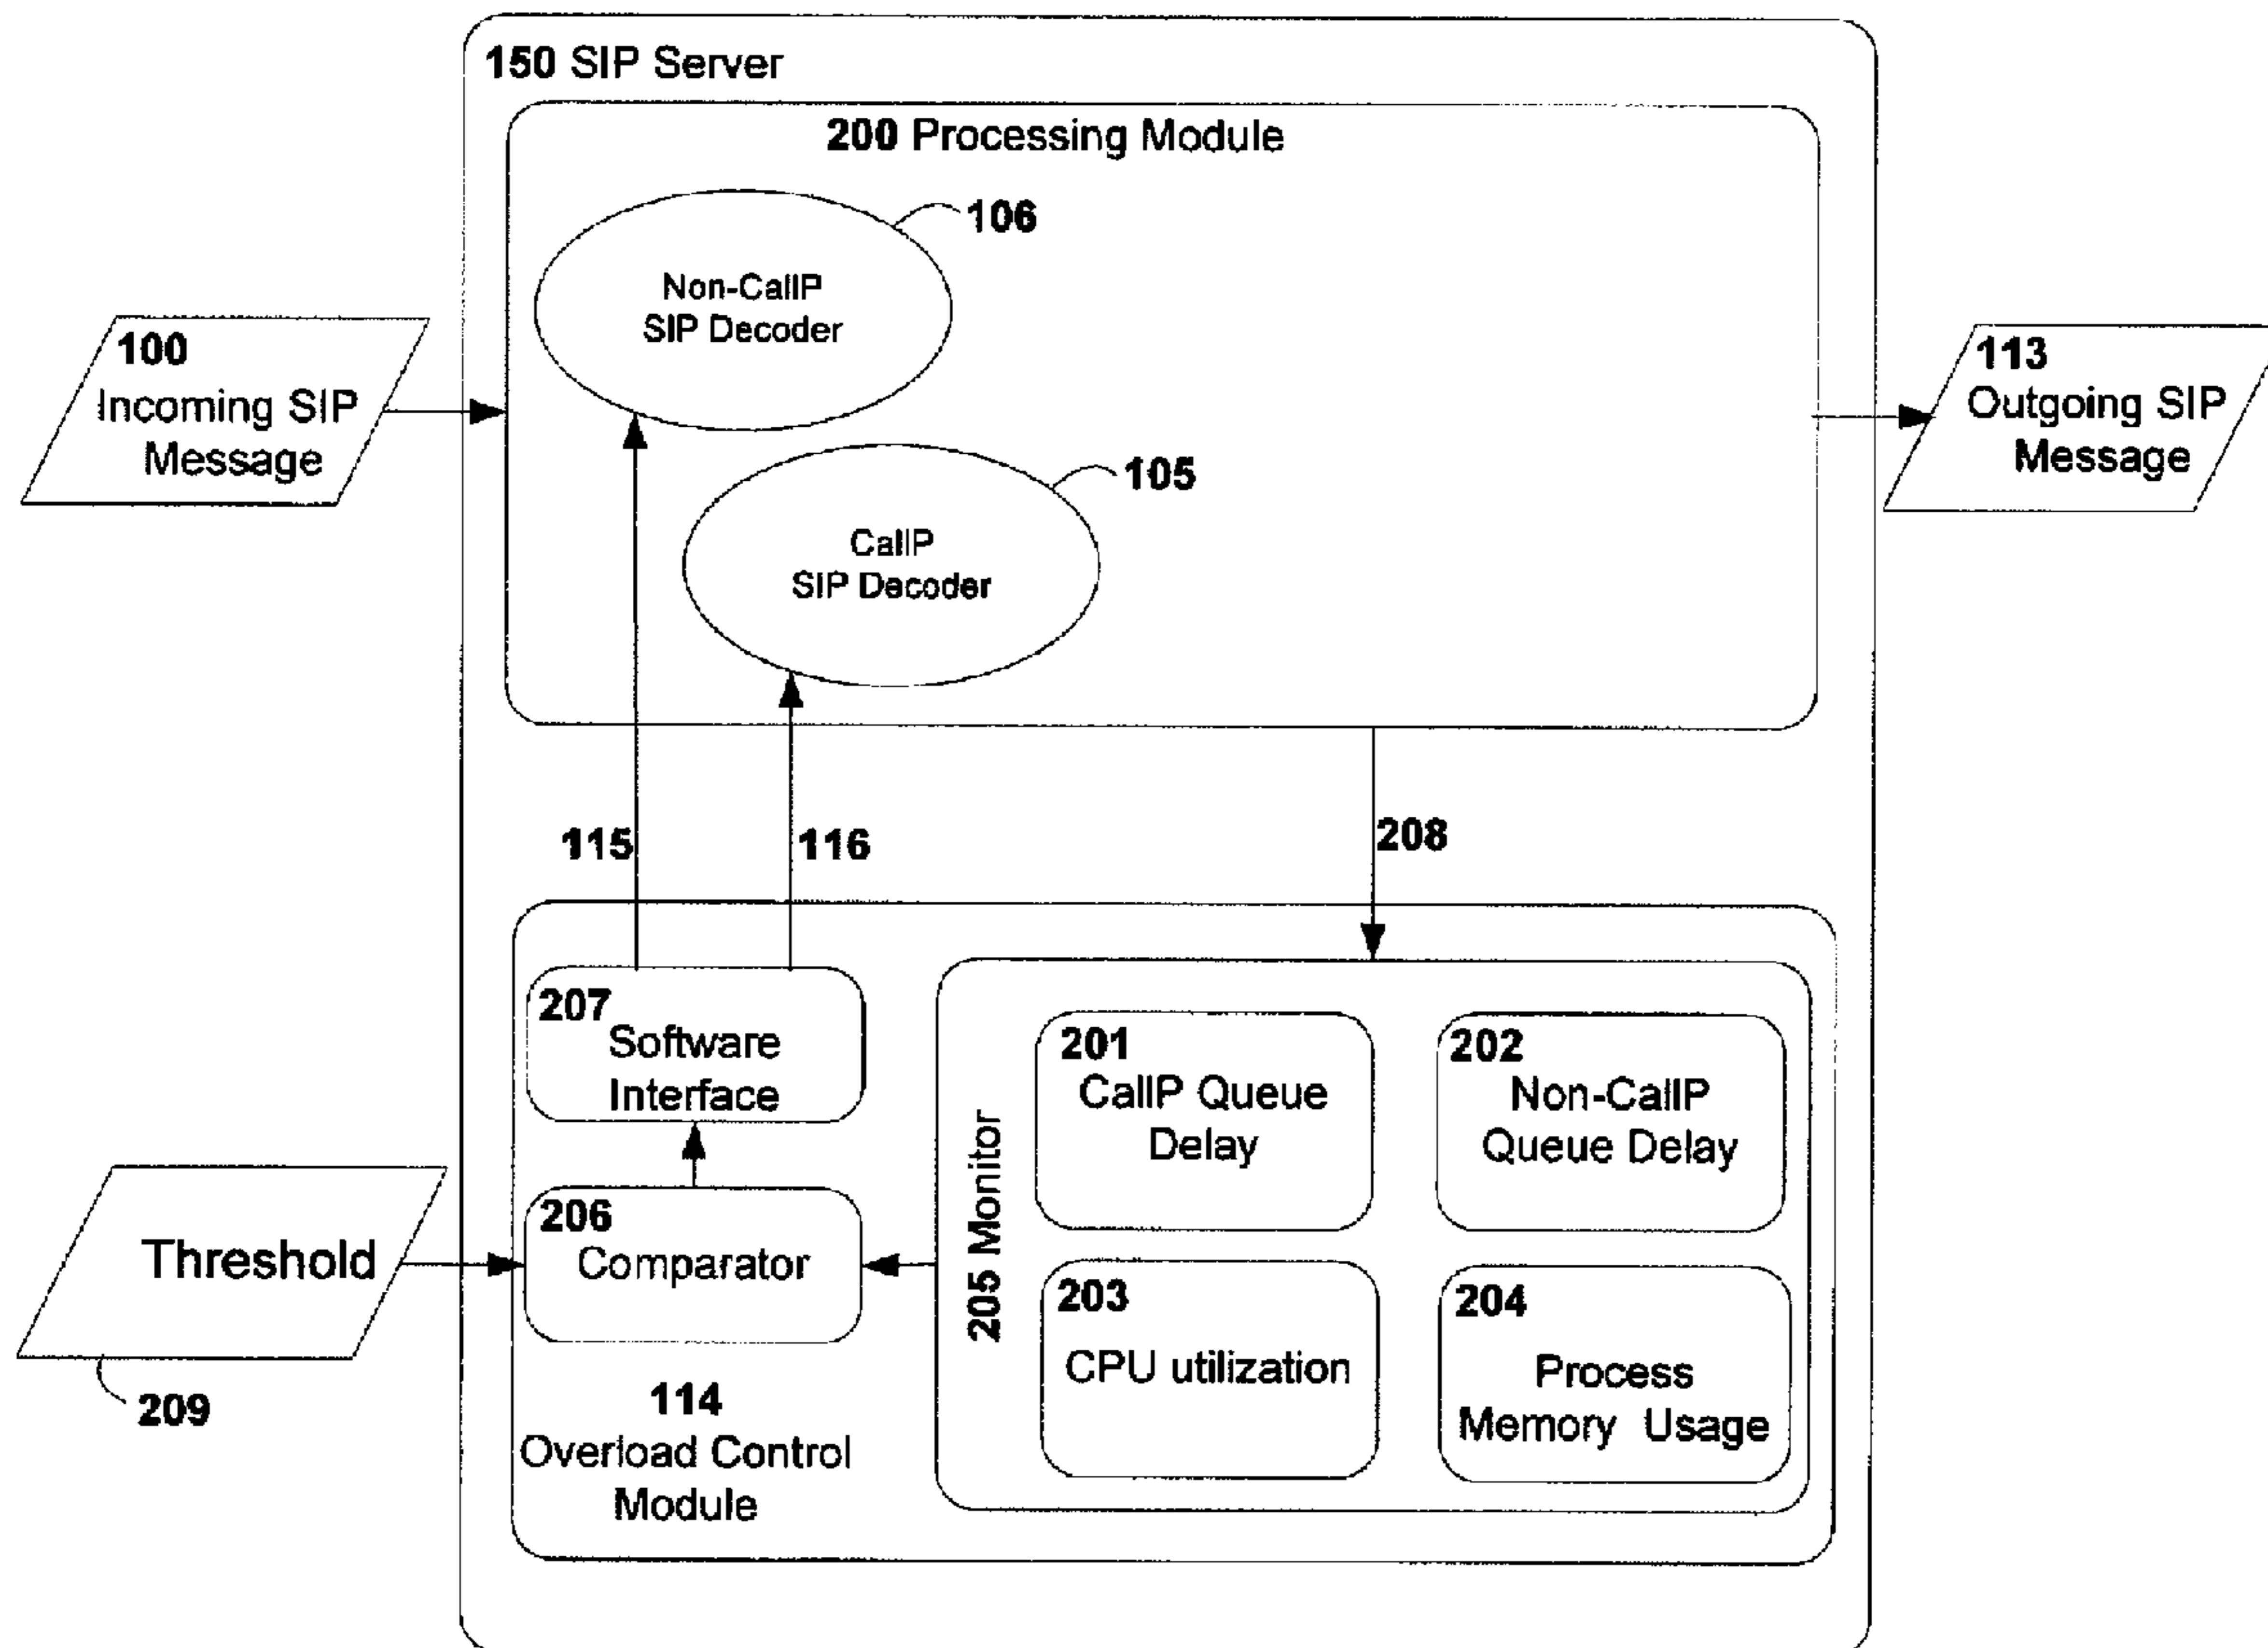 150 SIP Server
200 Processing Module
106
Non-CallP
SIP Decoder
100
Incoming SIP
Message
113
Outgoing SIP
Message
105
CallP
SIP Decoder
115
116
208
207
Software
Interface
201
CallP Queue
Delay
202
Non-CallP
Queue Delay
205 Monitor
206
Comparator
Threshold
209
203
CPU utilization
204
Process
Memory Usage
114
Overload Control
Module